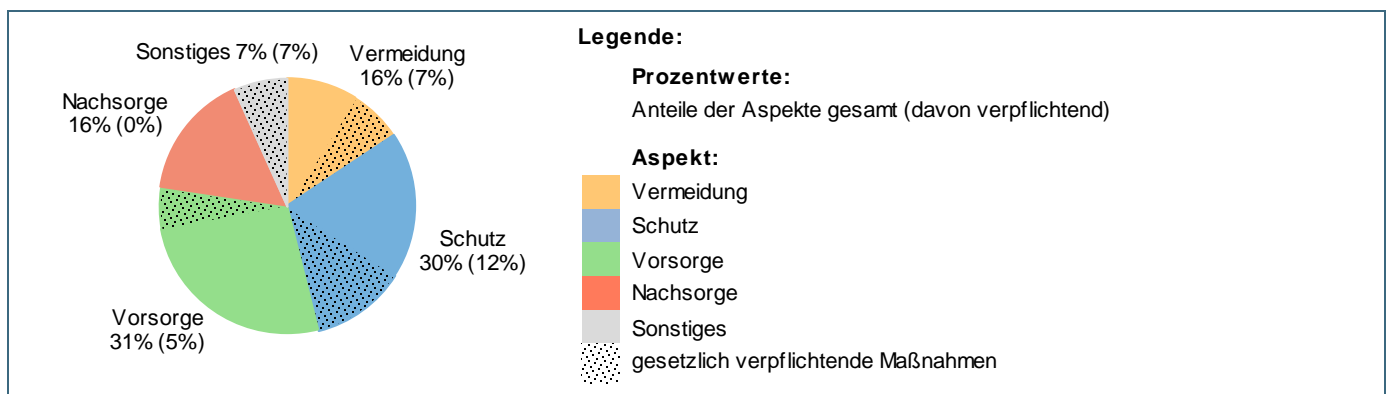 Sonstiges 7% (7%)
Vermeidung
16% (7%)
Nachsorge
16% (0%)
Schutz
30% (12%)
Vorsorge
31% (5%)
Legende:
Prozentwerte:
Anteile der Aspekte gesamt (davon verpflichtend)
Aspekt:
Vermeidung
Schutz
Vorsorge
Nachsorge
Sonstiges
gesetzlich verpflichtende Maßnahmen